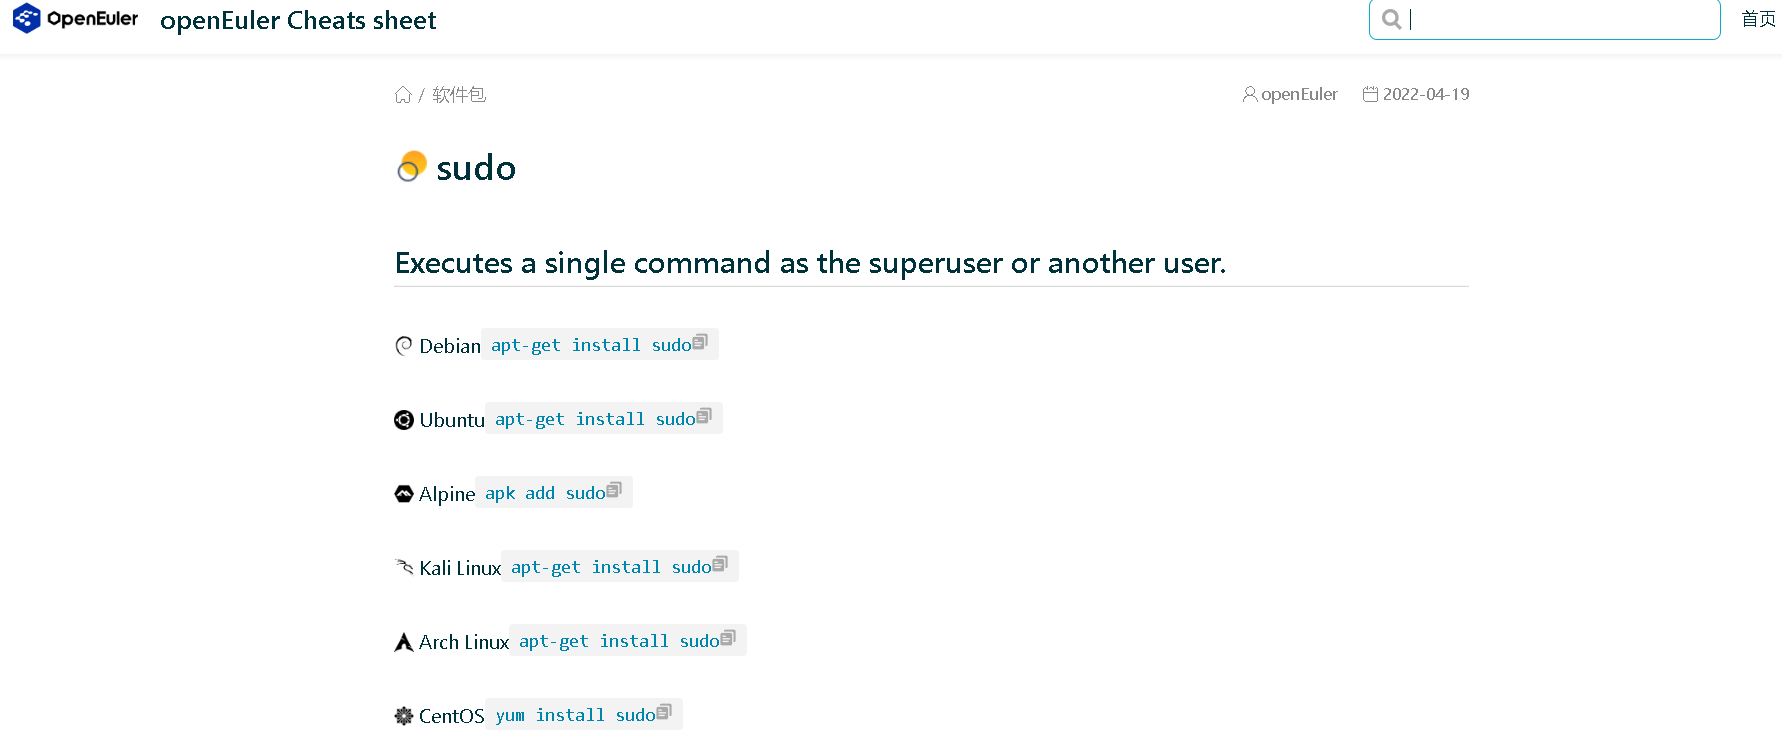 OpenEuler openEuler Cheats sheet 首页
/ 软件包 openEuler 2022-04-19
sudo
Executes a single command as the superuser or another user.
Debian apt-get install sudo
Ubuntu apt-get install sudo
Alpine apk add sudo
Kali Linux apt-get install sudo
Arch Linux apt-get install sudo
CentOS yum install sudo